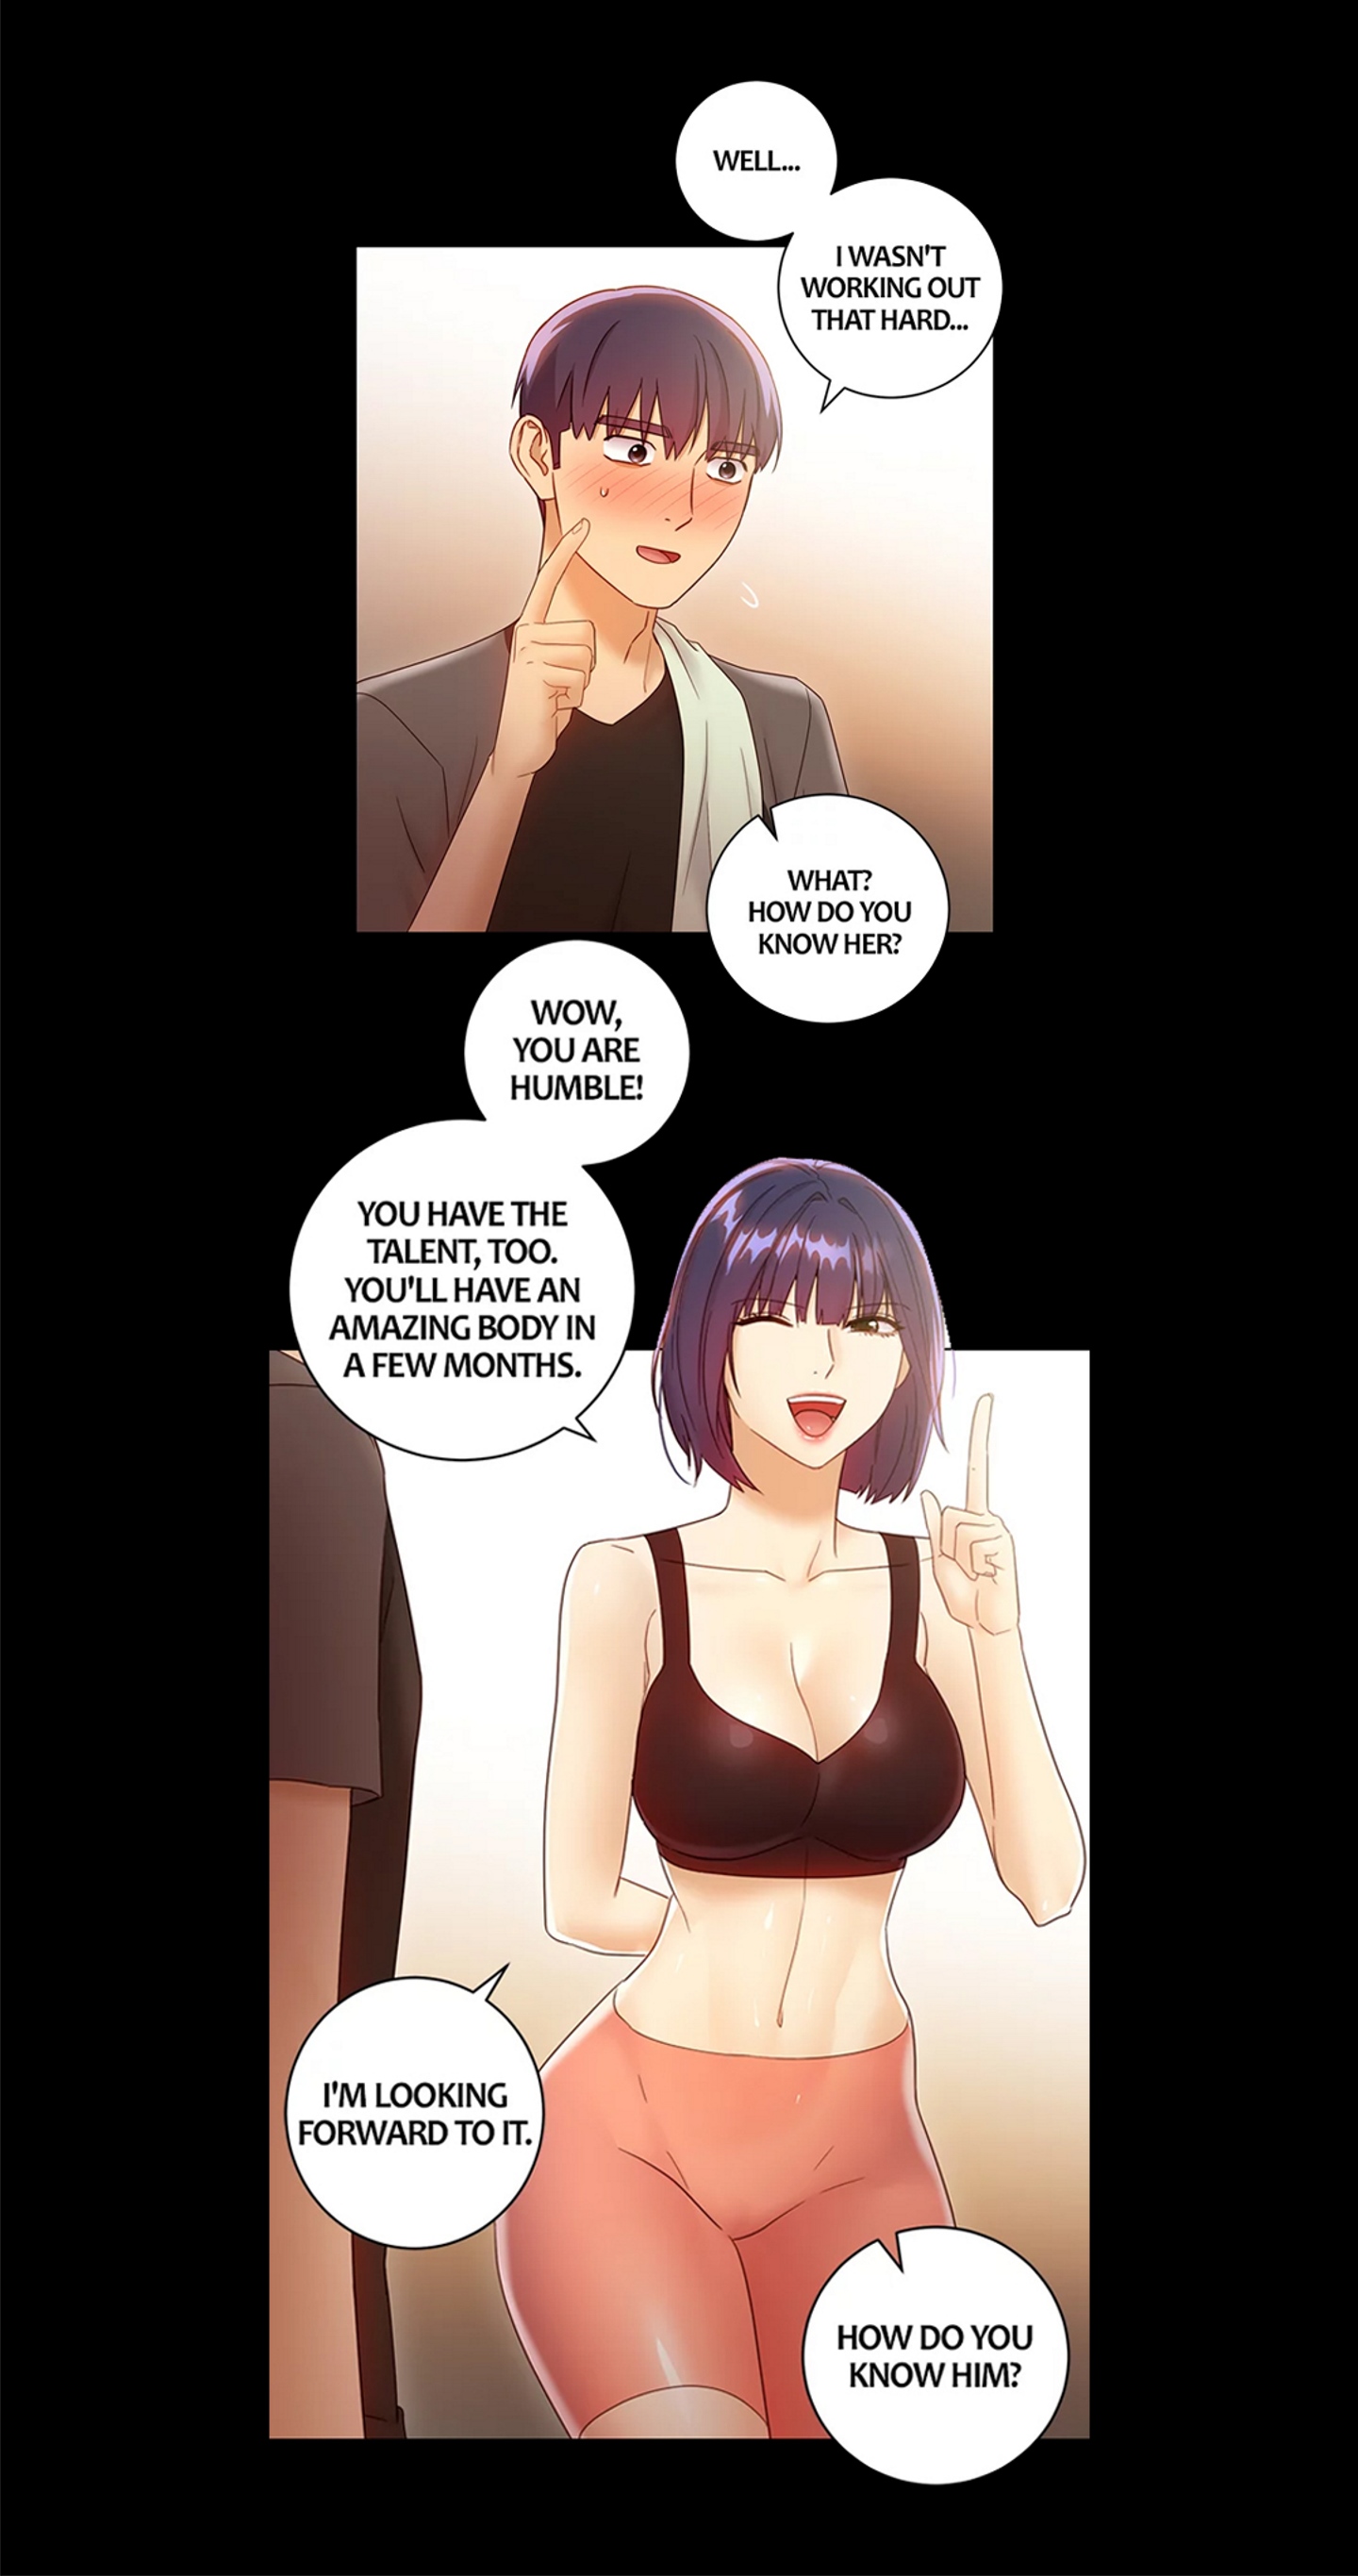 WELL...
I WASN'T
WORKING OUT
THAT HARD...
WHAT?
HOW DO YOU
KNOW HER?
WOW,
YOU ARE
HUMBLE!
YOU HAVE THE
TALENT, TOO.
YOU'LL HAVE AN
AMAZING BODY IN
A FEW MONTHS.
I'M LOOKING
FORWARD TO IT.
HOW DO YOU
KNOW HIM?